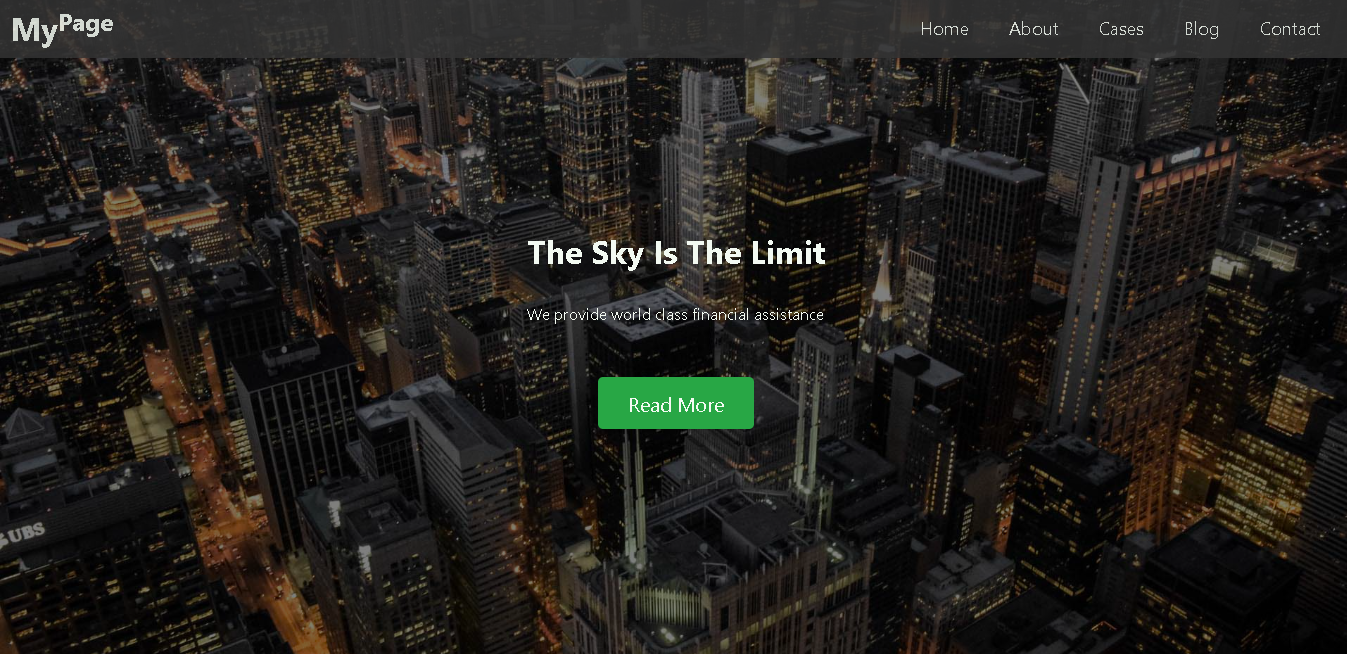 MyPage
Home About Cases Blog Contact
The Sky Is The Limit
We provide world class financial assistance
Read More
UBS